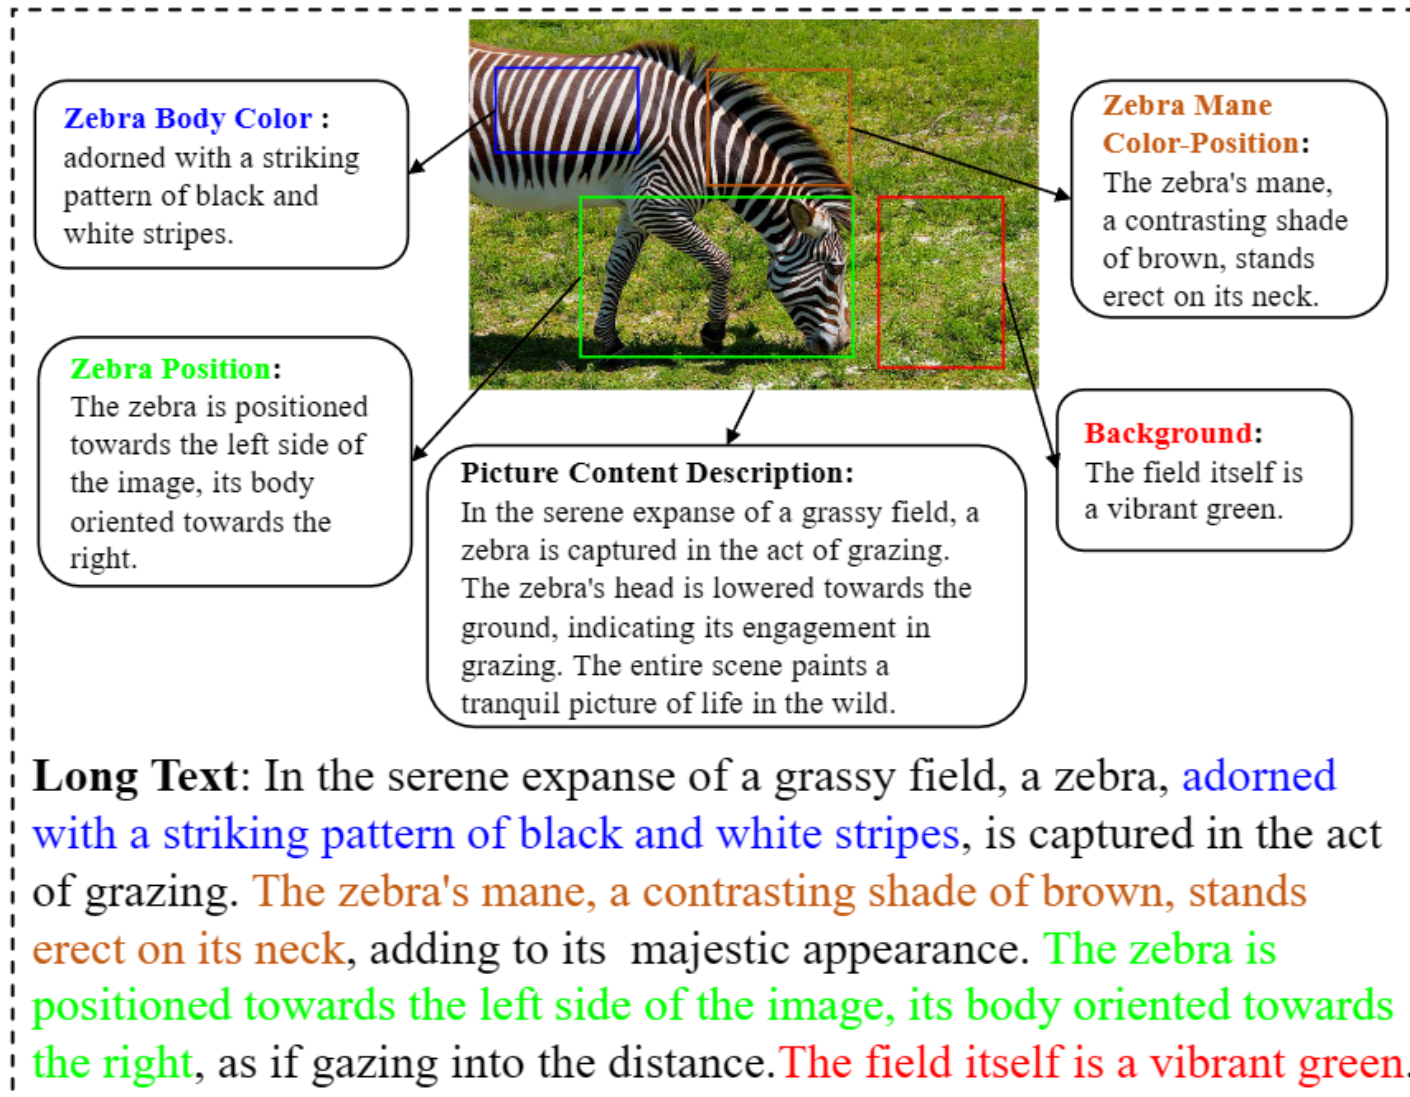 Zebra Body Color :
adorned with a striking
pattern of black and
white stripes.
Zebra Mane
Color-Position:
The zebra's mane,
a contrasting shade
of brown, stands
erect on its neck.
Zebra Position:
The zebra is positioned
towards the left side of
the image, its body
oriented towards the
right.
Picture Content Description:
In the serene expanse of a grassy field, a
zebra is captured in the act of grazing.
The zebra's head is lowered towards the
ground, indicating its engagement in
grazing. The entire scene paints a
tranquil picture of life in the wild.
Background:
The field itself is
a vibrant green.
Long Text: In the serene expanse of a grassy field, a zebra, adorned
with a striking pattern of black and white stripes, is captured in the act
of grazing. The zebra's mane, a contrasting shade of brown, stands
erect on its neck, adding to its  majestic appearance. The zebra is
positioned towards the left side of the image, its body oriented towards
the right, as if gazing into the distance.The field itself is a vibrant green.